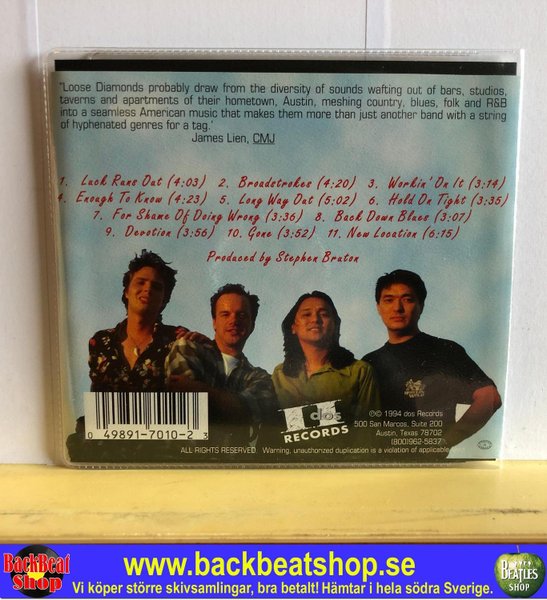 "Loose Diamonds probably draw from the diversity of sounds wafting out of bars, studios,
taverns and apartments of their hometown, Austin, meshing country, blues, folk and R&B
into a seamless American music that makes them more than just another band with a string
of hyphenated genres for a tag."
James Lien, CMJ
1. Luck Runs Out (4:03) 2. Broadstrokes (4:20) 3. Workin' On It (3:14)
4. Enough To Know (4:23) 5. Long Way Out (5:02) 6. Hold On Tight (3:35)
7. For Shame Of Doing Wrong (3:36) 8. Back Down Blues (3:07)
9. Devotion (3:56) 10. Gone (3:52) 11. New Location (6:15)
Produced by Stephen Bruton
0 49891-7010-2 3
dos
RECORDS
©℗ 1994 dos Records
500 San Marcos, Suite 200
Austin, Texas 78702
(800)962-5837
ALL RIGHTS RESERVED. Warning, unauthorized duplication is a violation of applicable
BackBeat
Shop
www.backbeatshop.se
Vi köper större skivsamlingar, bra betalt! Hämtar i hela södra Sverige.
BEATLES
SHOP